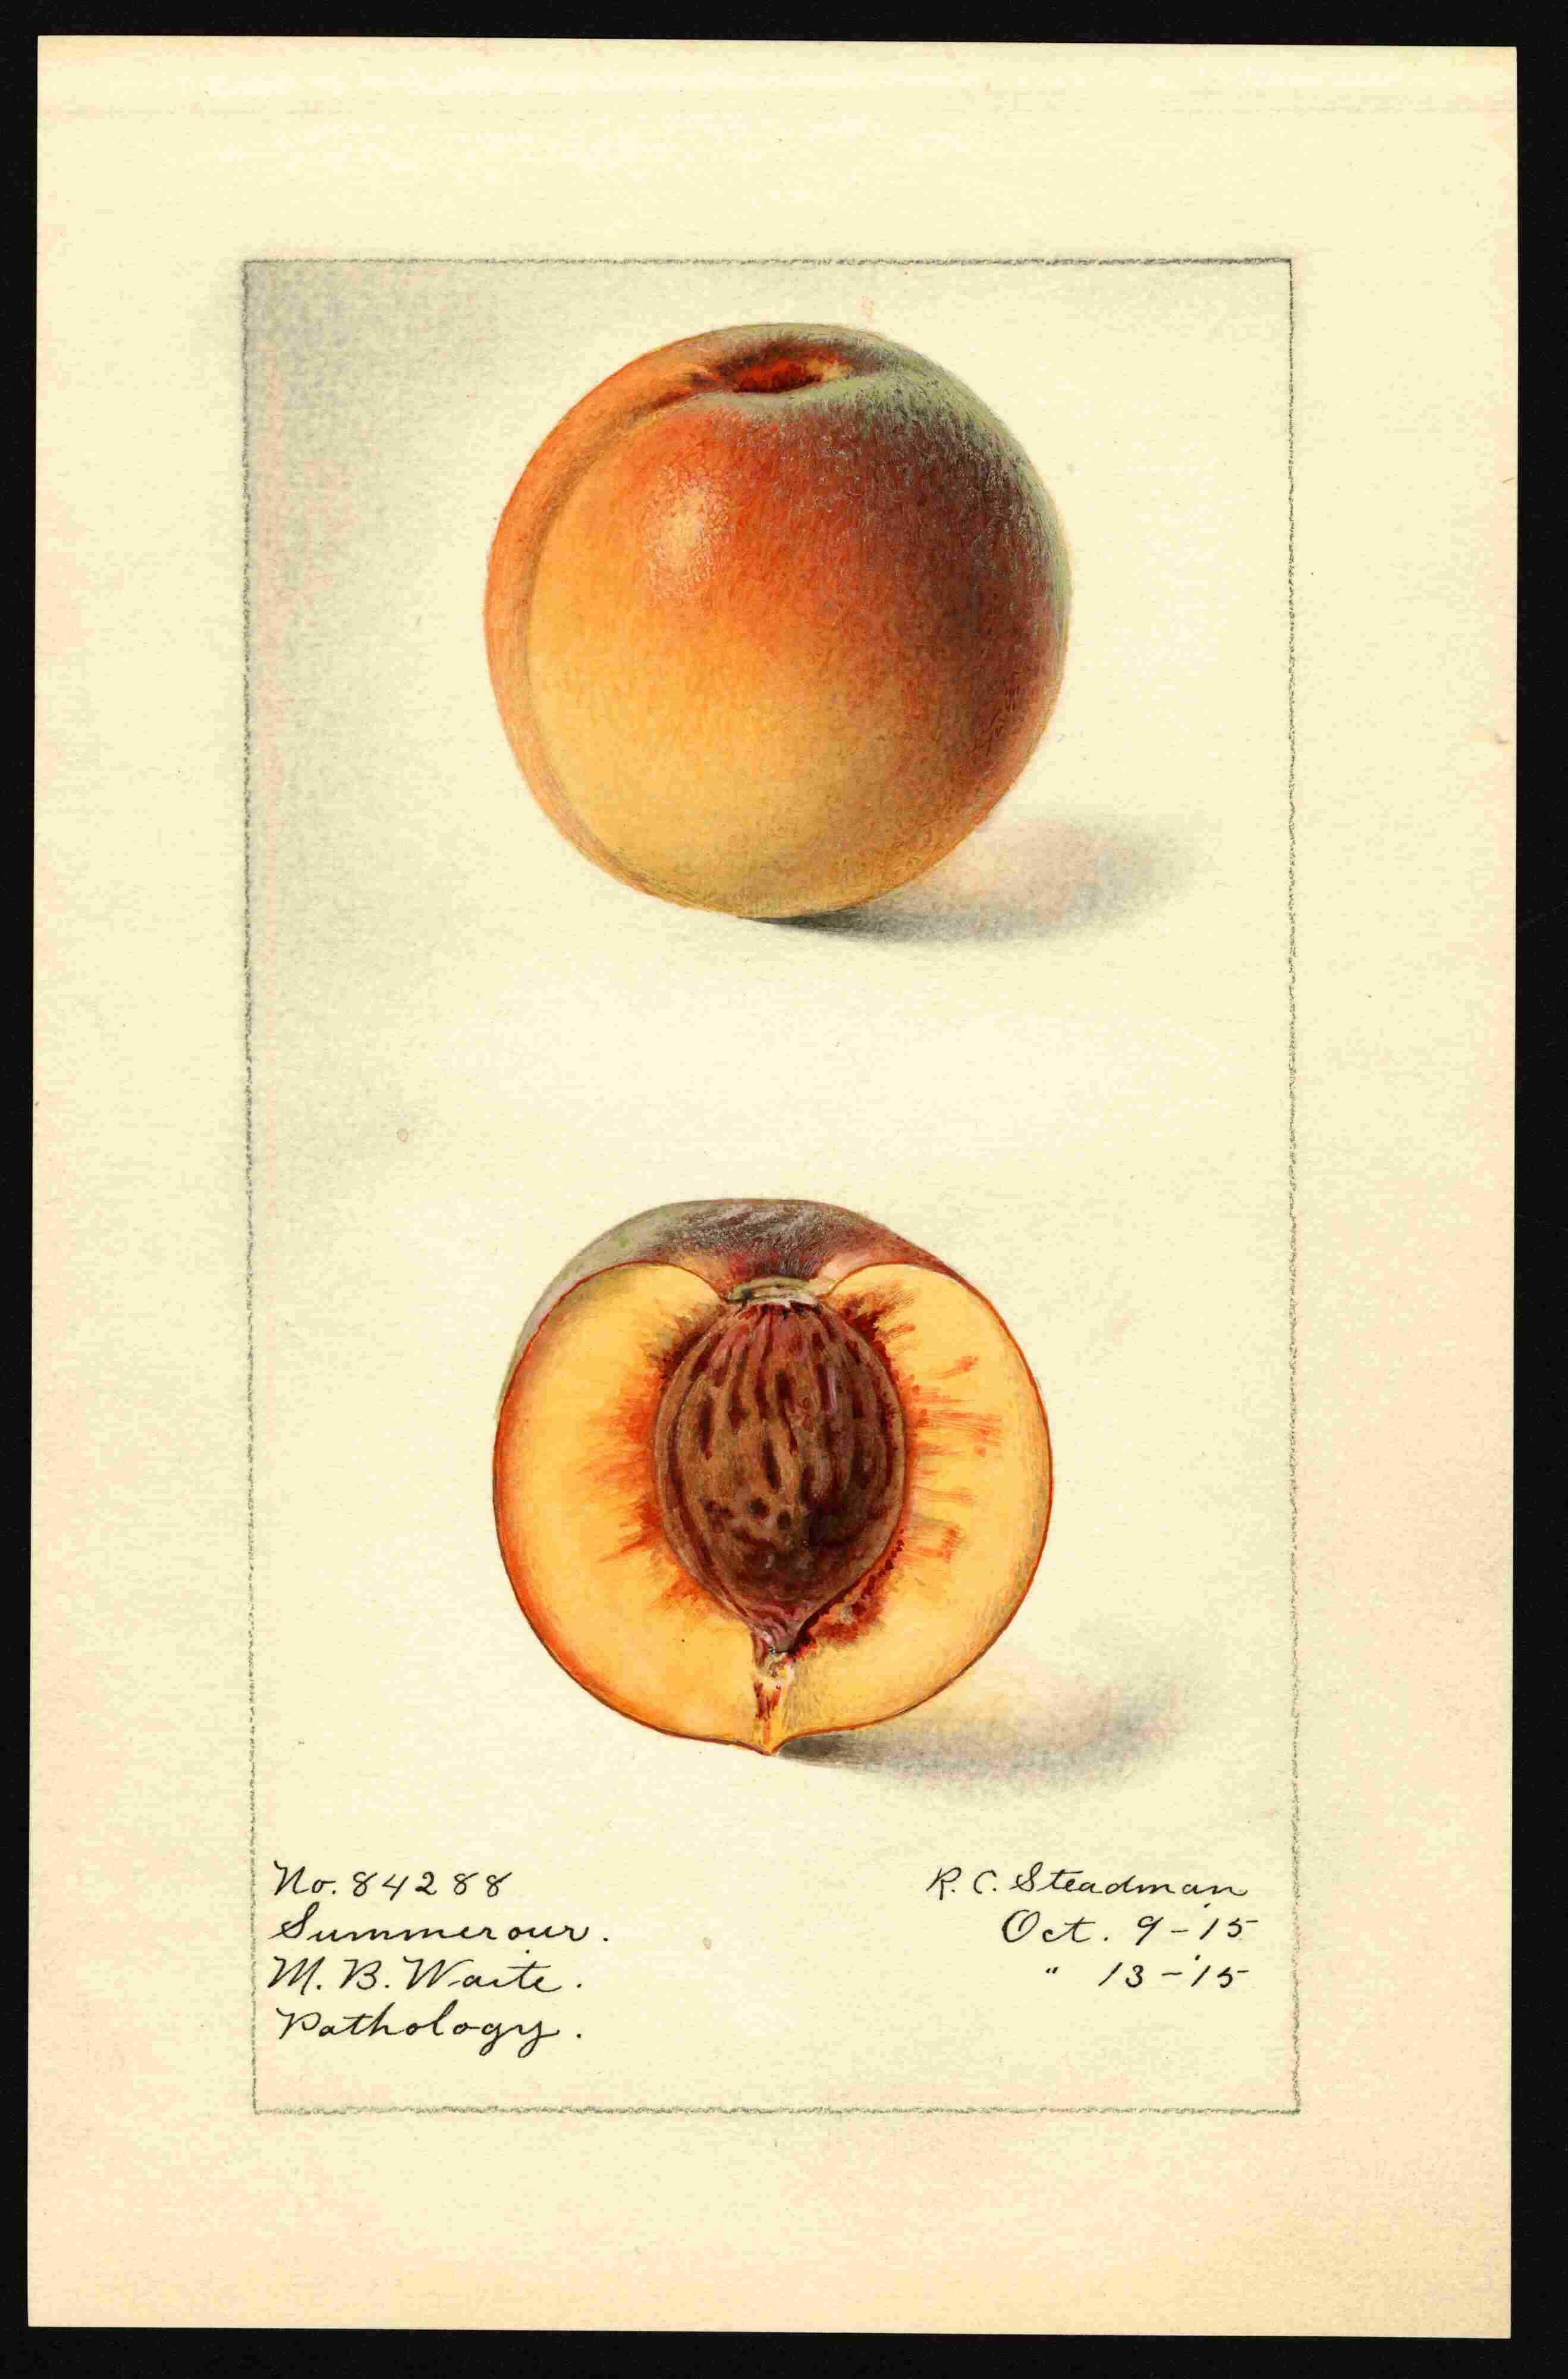 No. 84288
Summerour.
M. B. Waite.
Pathology.
R. C. Steadman
Oct. 9-'15
" 13-'15